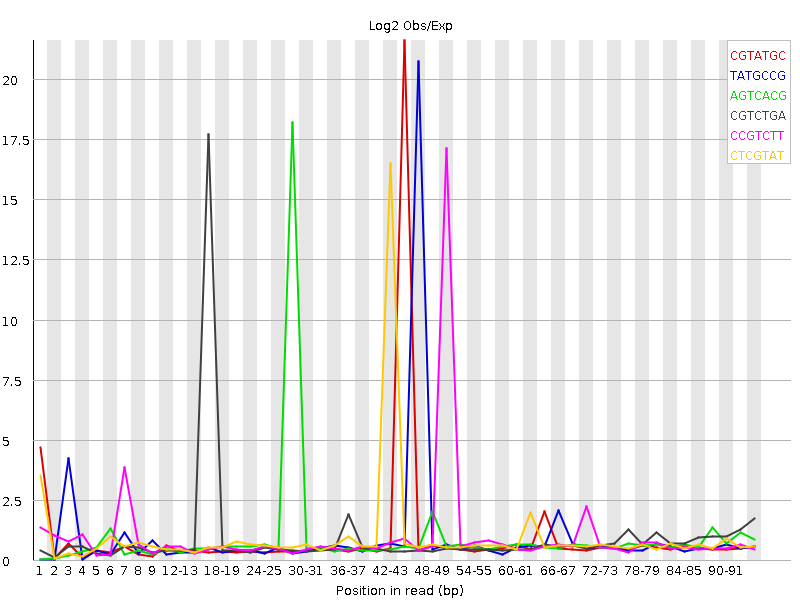 Log2 Obs/Exp
CGTATGC
TATGCCG
AGTCACG
CGTCTGA
CCGTCTT
CTCGTAT
20
17.5
15
12.5
10
7.5
5
2.5
0
1 2 3 4 5 6 7 8 9 12-13 18-19 24-25 30-31 36-37 42-43 48-49 54-55 60-61 66-67 72-73 78-79 84-85 90-91
Position in read (bp)